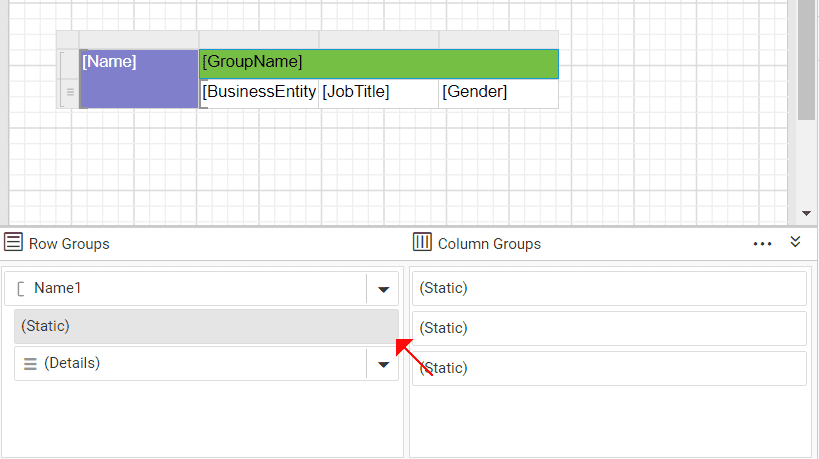 [Name] [GroupName]
[BusinessEntity [JobTitle] [Gender]
Row Groups
Name1
(Static)
(Details)
Column Groups
(Static)
(Static)
(Static)